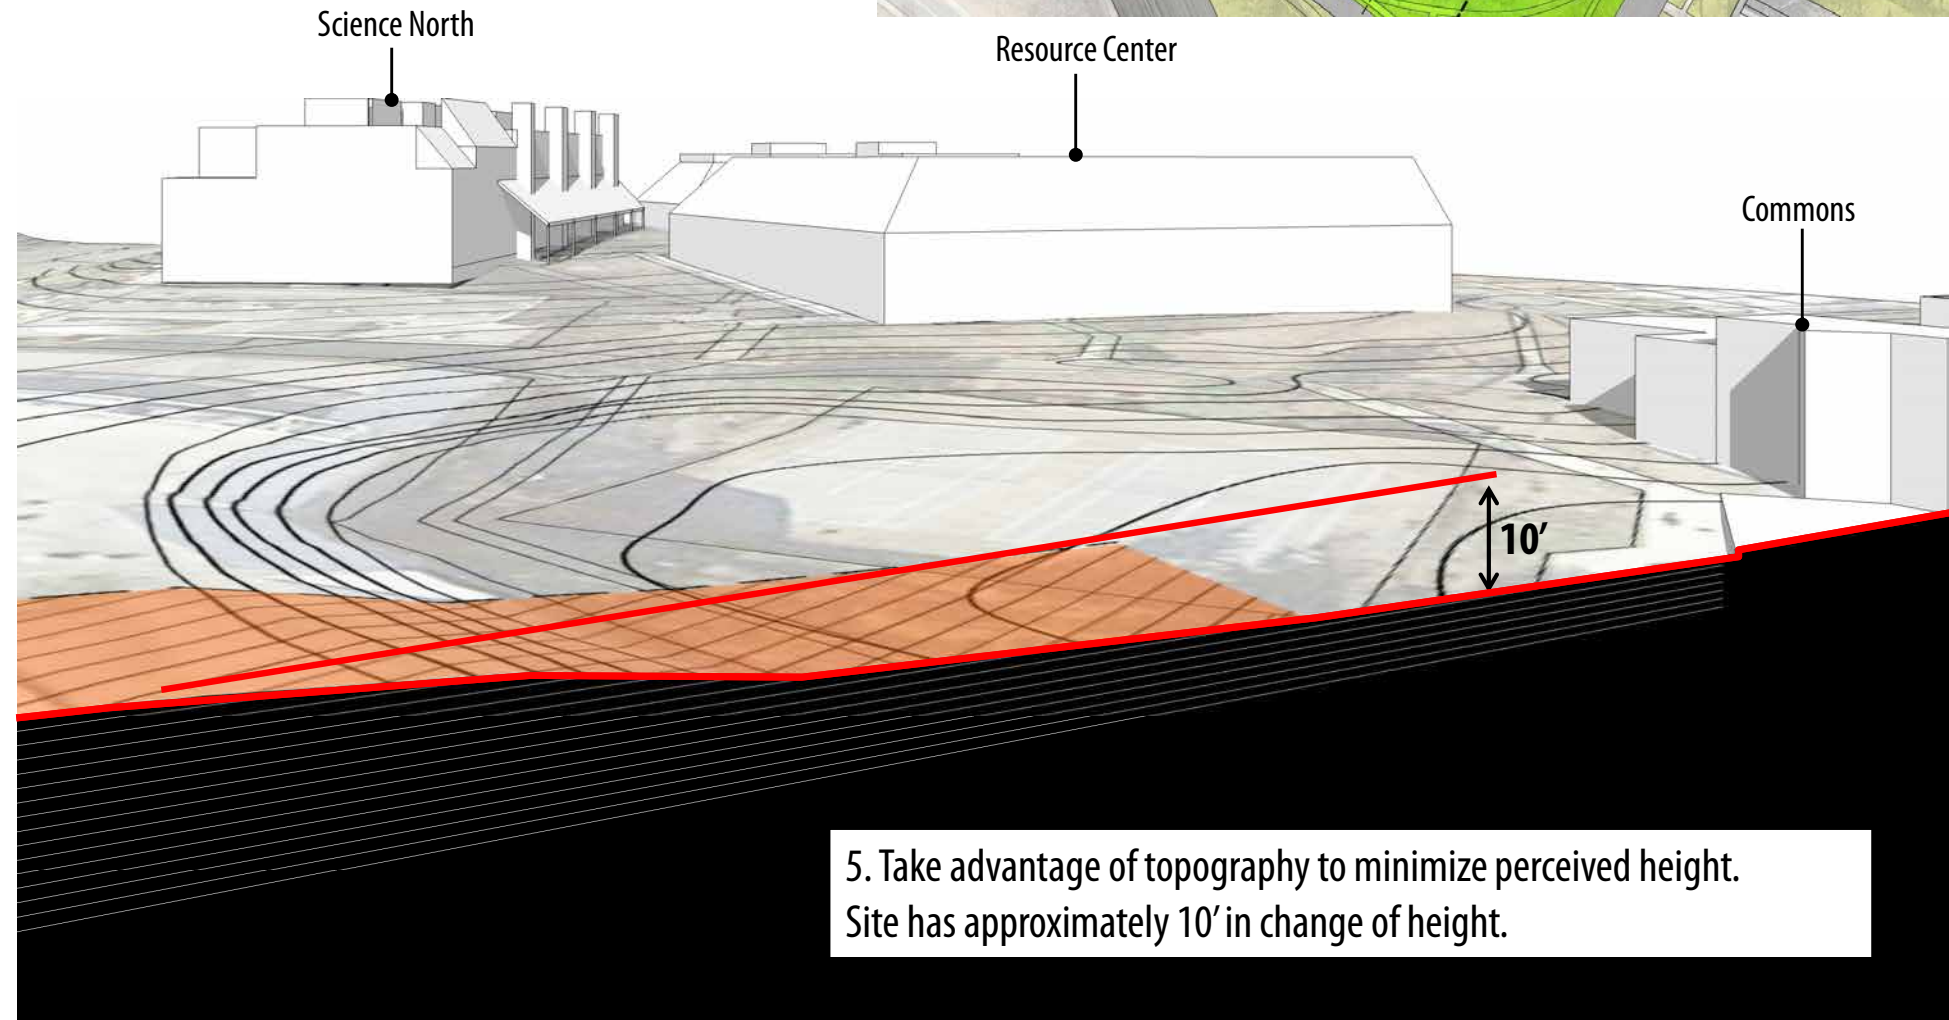 Science North
Resource Center
Commons
10’
5. Take advantage of topography to minimize perceived height.
Site has approximately 10’ in change of height.